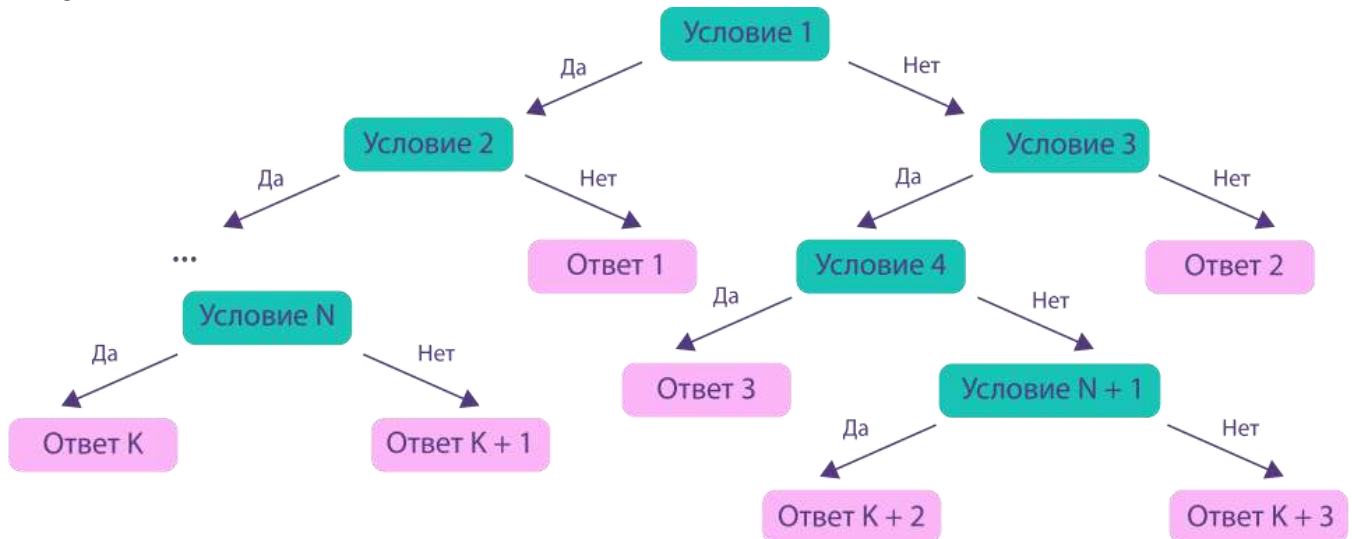 Условие 1
Да
Нет
Условие 2
Условие 3
Да
Нет
Да
Нет
...
Ответ 1
Условие 4
Ответ 2
Условие N
Да
Нет
Да
Нет
Ответ 3
Условие N + 1
Ответ K
Ответ K + 1
Да
Нет
Ответ K + 2
Ответ K + 3